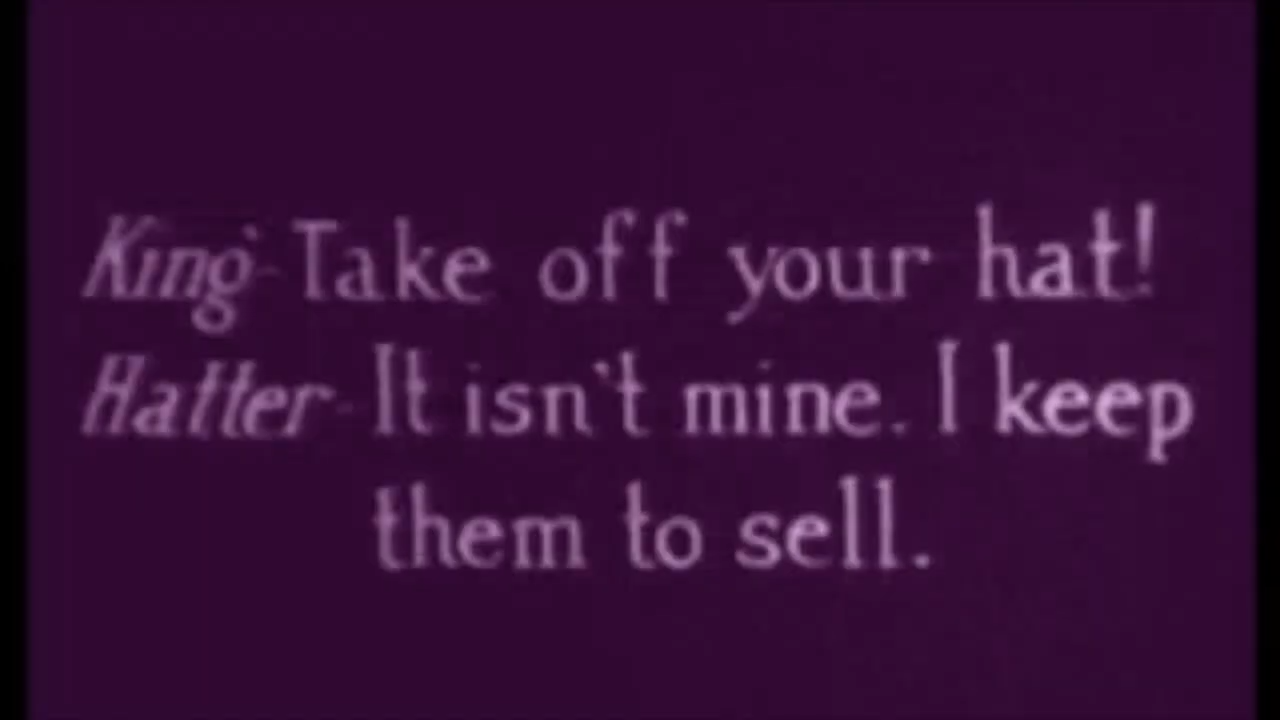 King-Take off your hat!
Hatter-It isn't mine. I keep
them to sell.